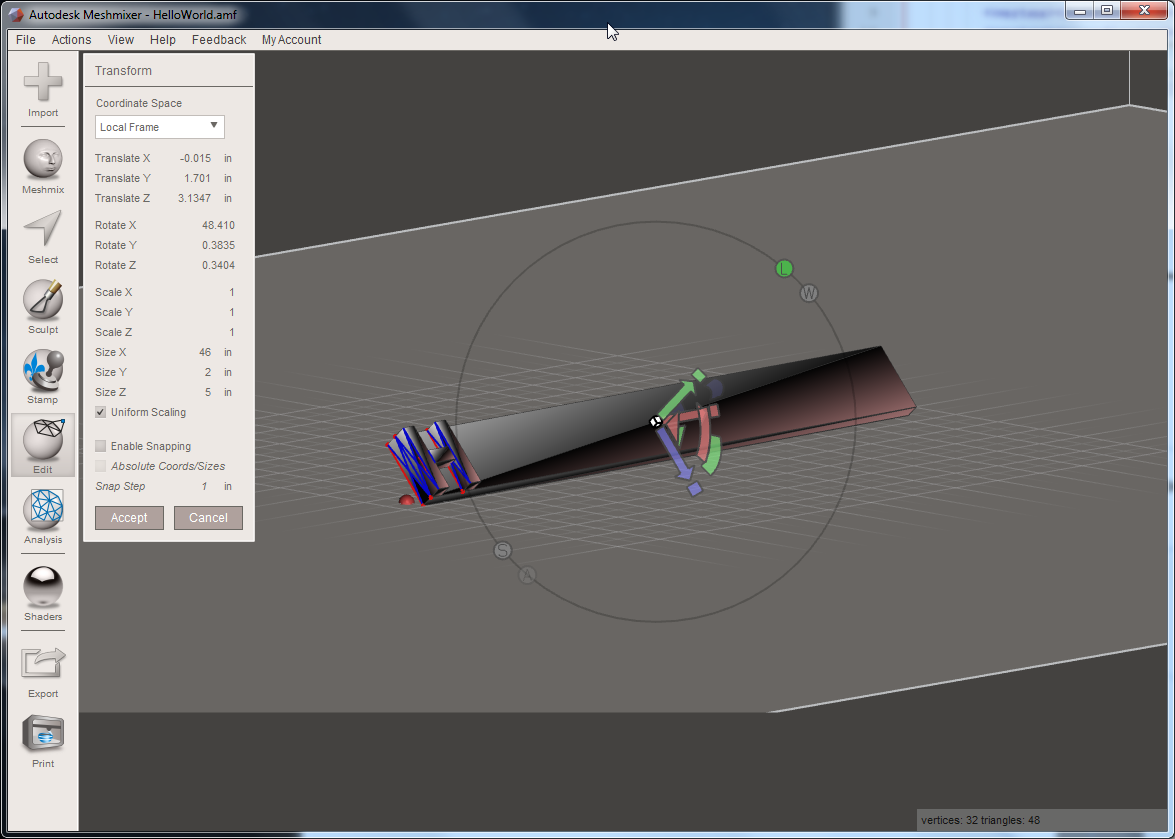 Autodesk Meshmixer - HelloWorld.amf
File Actions View Help Feedback My Account
Import
Meshmix
Select
Sculpt
Stamp
Edit
Analysis
Shaders
Export
Print
Transform
Coordinate Space
Local Frame
Translate X -0.015 in
Translate Y 1.701 in
Translate Z 3.1347 in
Rotate X 48.410
Rotate Y 0.3835
Rotate Z 0.3404
Scale X 1
Scale Y 1
Scale Z 1
Size X 46 in
Size Y 2 in
Size Z 5 in
Uniform Scaling
Enable Snapping
Absolute Coords/Sizes
Snap Step 1 in
Accept Cancel
L
W
S
A
vertices: 32 triangles: 48